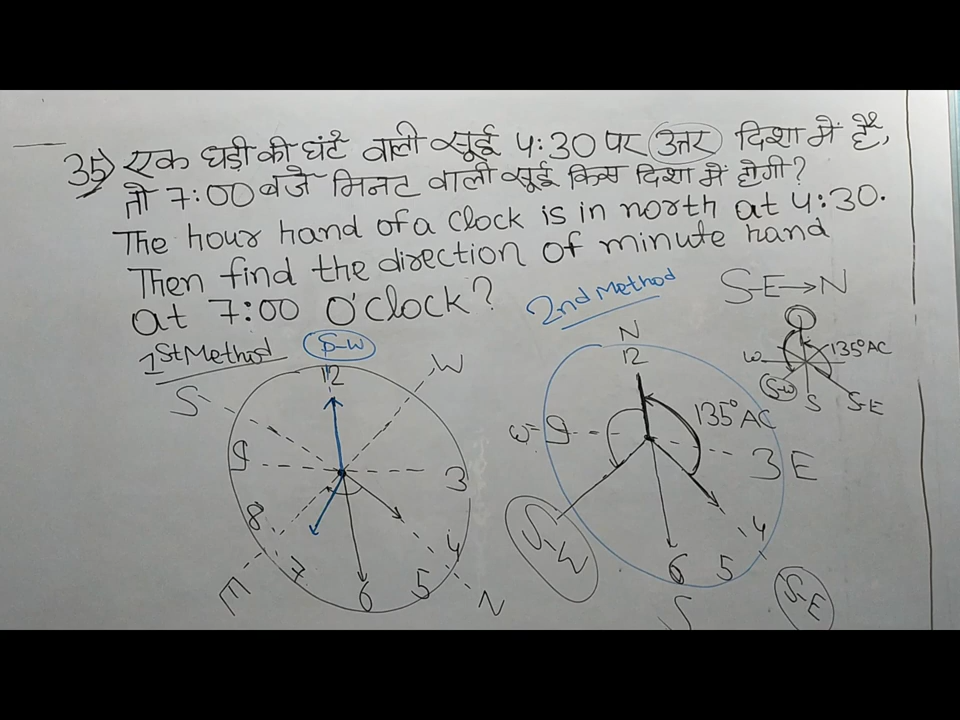 35) एक घड़ी की घंटे वाली सूई 4:30 पर उत्तर दिशा में है,
तो 7:00 बजे मिनट वाली सूई किस दिशा में होगी?
The hour hand of a clock is in north at 4:30.
Then find the direction of minute hand
at 7:00 O'clock?
1st Method
S-W
2nd Method
S-E→N
12
W
S
9
3
8
4
7
5
6
E
N
N
12
135° AC
W
9
3 E
4
S-W
6
5
S-E
S
135° AC
W
S-W
S
S-E